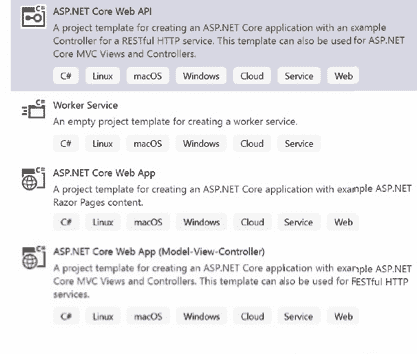 ASP.NET Core Web API
A project template for creating an ASP.NET Core application with an example
Controller for a RESTful HTTP service. This template can also be used for ASP.NET
Core MVC Views and Controllers.
C# Linux macOS Windows Cloud Service Web
Worker Service
An empty project template for creating a worker service.
C# Linux macOS Windows Cloud Service
ASP.NET Core Web App
A project template for creating an ASP.NET Core application with example ASP.NET
Razor Pages content.
C# Linux macOS Windows Cloud Service Web
ASP.NET Core Web App (Model-View-Controller)
A project template for creating an ASP.NET Core application with example ASP.NET
Core MVC Views and Controllers. This template can also be used for RESTful HTTP
services.
C# Linux macOS Windows Cloud Service Web